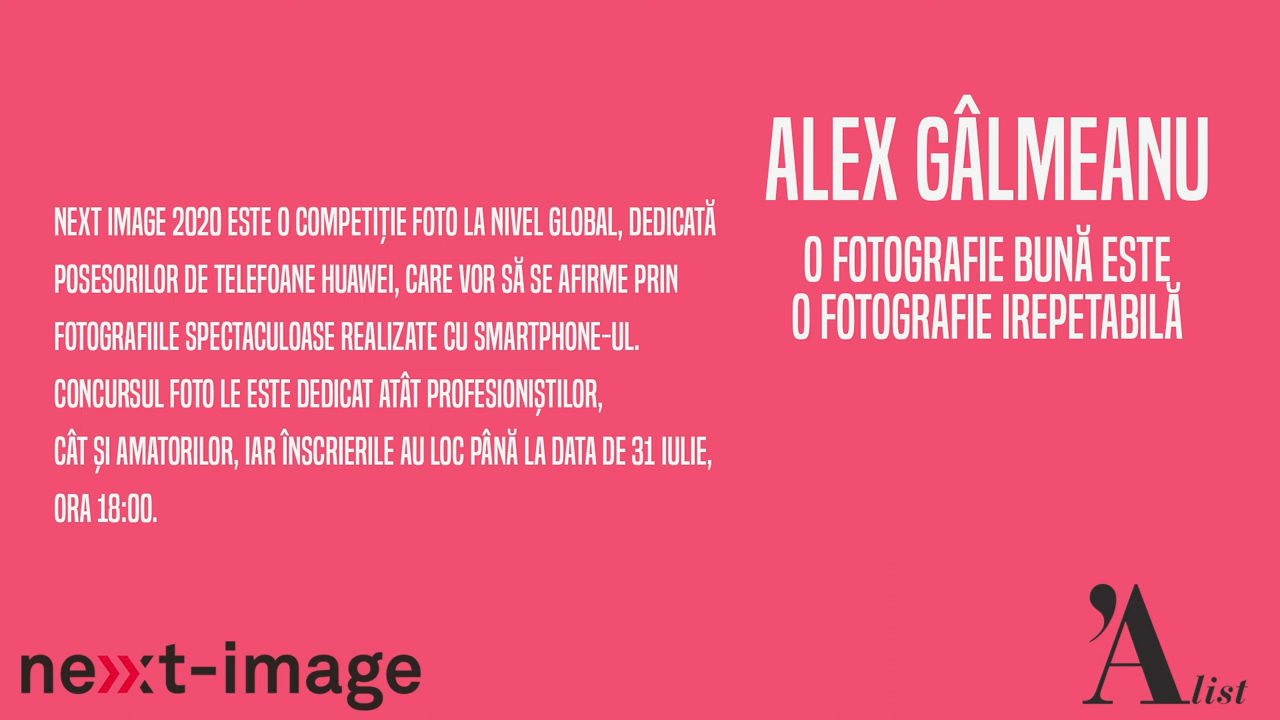 NEXT IMAGE 2020 ESTE O COMPETIȚIE FOTO LA NIVEL GLOBAL, DEDICATĂ
POSESORILOR DE TELEFOANE HUAWEI, CARE VOR SĂ SE AFIRME PRIN
FOTOGRAFIILE SPECTACULOASE REALIZATE CU SMARTPHONE-UL.
CONCURSUL FOTO LE ESTE DEDICAT ATÂT PROFESIONIȘTILOR,
CÂT ȘI AMATORILOR, IAR ÎNSCRIERILE AU LOC PÂNĂ LA DATA DE 31 IULIE,
ORA 18:00.
ALEX GÂLMEANU
O FOTOGRAFIE BUNĂ ESTE
O FOTOGRAFIE IREPETABILĂ
next-image
'A list